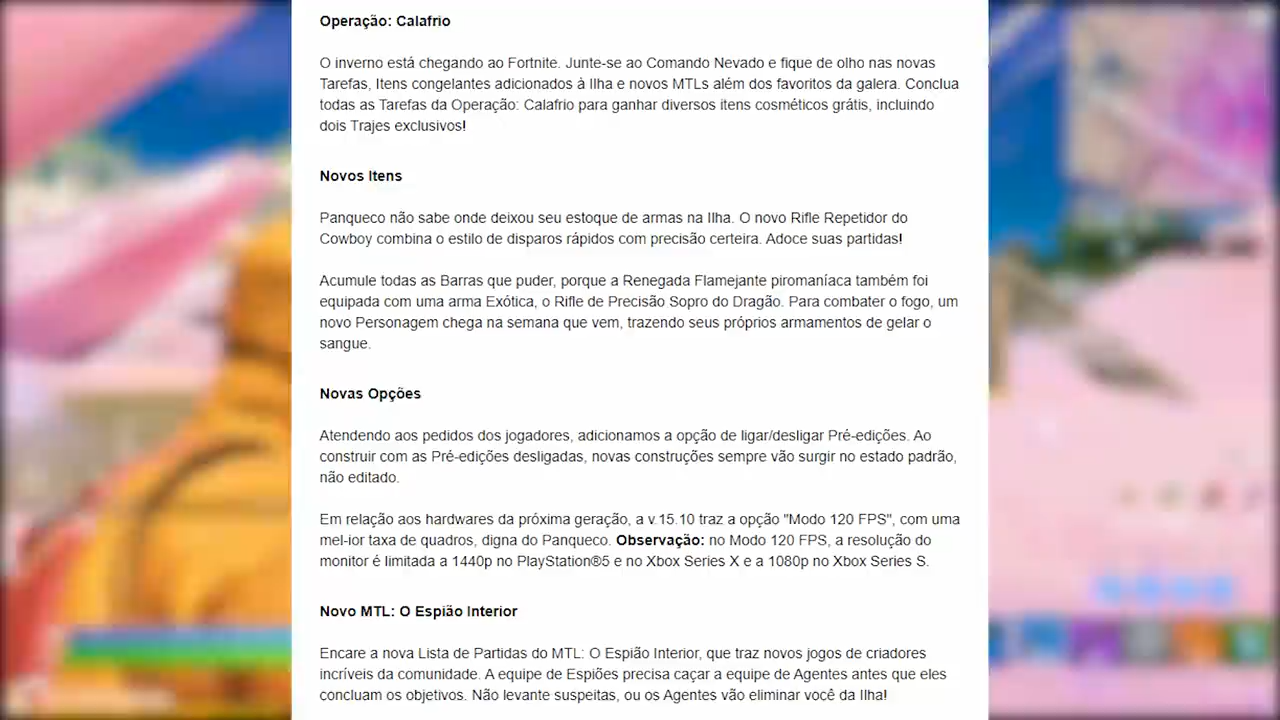 Operação: Calafrio
O inverno está chegando ao Fortnite. Junte-se ao Comando Nevado e fique de olho nas novas
Tarefas, Itens congelantes adicionados à Ilha e novos MTLs além dos favoritos da galera. Conclua
todas as Tarefas da Operação: Calafrio para ganhar diversos itens cosméticos grátis, incluindo
dois Trajes exclusivos!
Novos Itens
Panqueco não sabe onde deixou seu estoque de armas na Ilha. O novo Rifle Repetidor do
Cowboy combina o estilo de disparos rápidos com precisão certeira. Adoce suas partidas!
Acumule todas as Barras que puder, porque a Renegada Flamejante piromaníaca também foi
equipada com uma arma Exótica, o Rifle de Precisão Sopro do Dragão. Para combater o fogo, um
novo Personagem chega na semana que vem, trazendo seus próprios armamentos de gelar o
sangue.
Novas Opções
Atendendo aos pedidos dos jogadores, adicionamos a opção de ligar/desligar Pré-edições. Ao
construir com as Pré-edições desligadas, novas construções sempre vão surgir no estado padrão,
não editado.
Em relação aos hardwares da próxima geração, a v.15.10 traz a opção "Modo 120 FPS", com uma
mel-ior taxa de quadros, digna do Panqueco. Observação: no Modo 120 FPS, a resolução do
monitor é limitada a 1440p no PlayStation®5 e no Xbox Series X e a 1080p no Xbox Series S.
Novo MTL: O Espião Interior
Encare a nova Lista de Partidas do MTL: O Espião Interior, que traz novos jogos de criadores
incríveis da comunidade. A equipe de Espiões precisa caçar a equipe de Agentes antes que eles
concluam os objetivos. Não levante suspeitas, ou os Agentes vão eliminar você da Ilha!